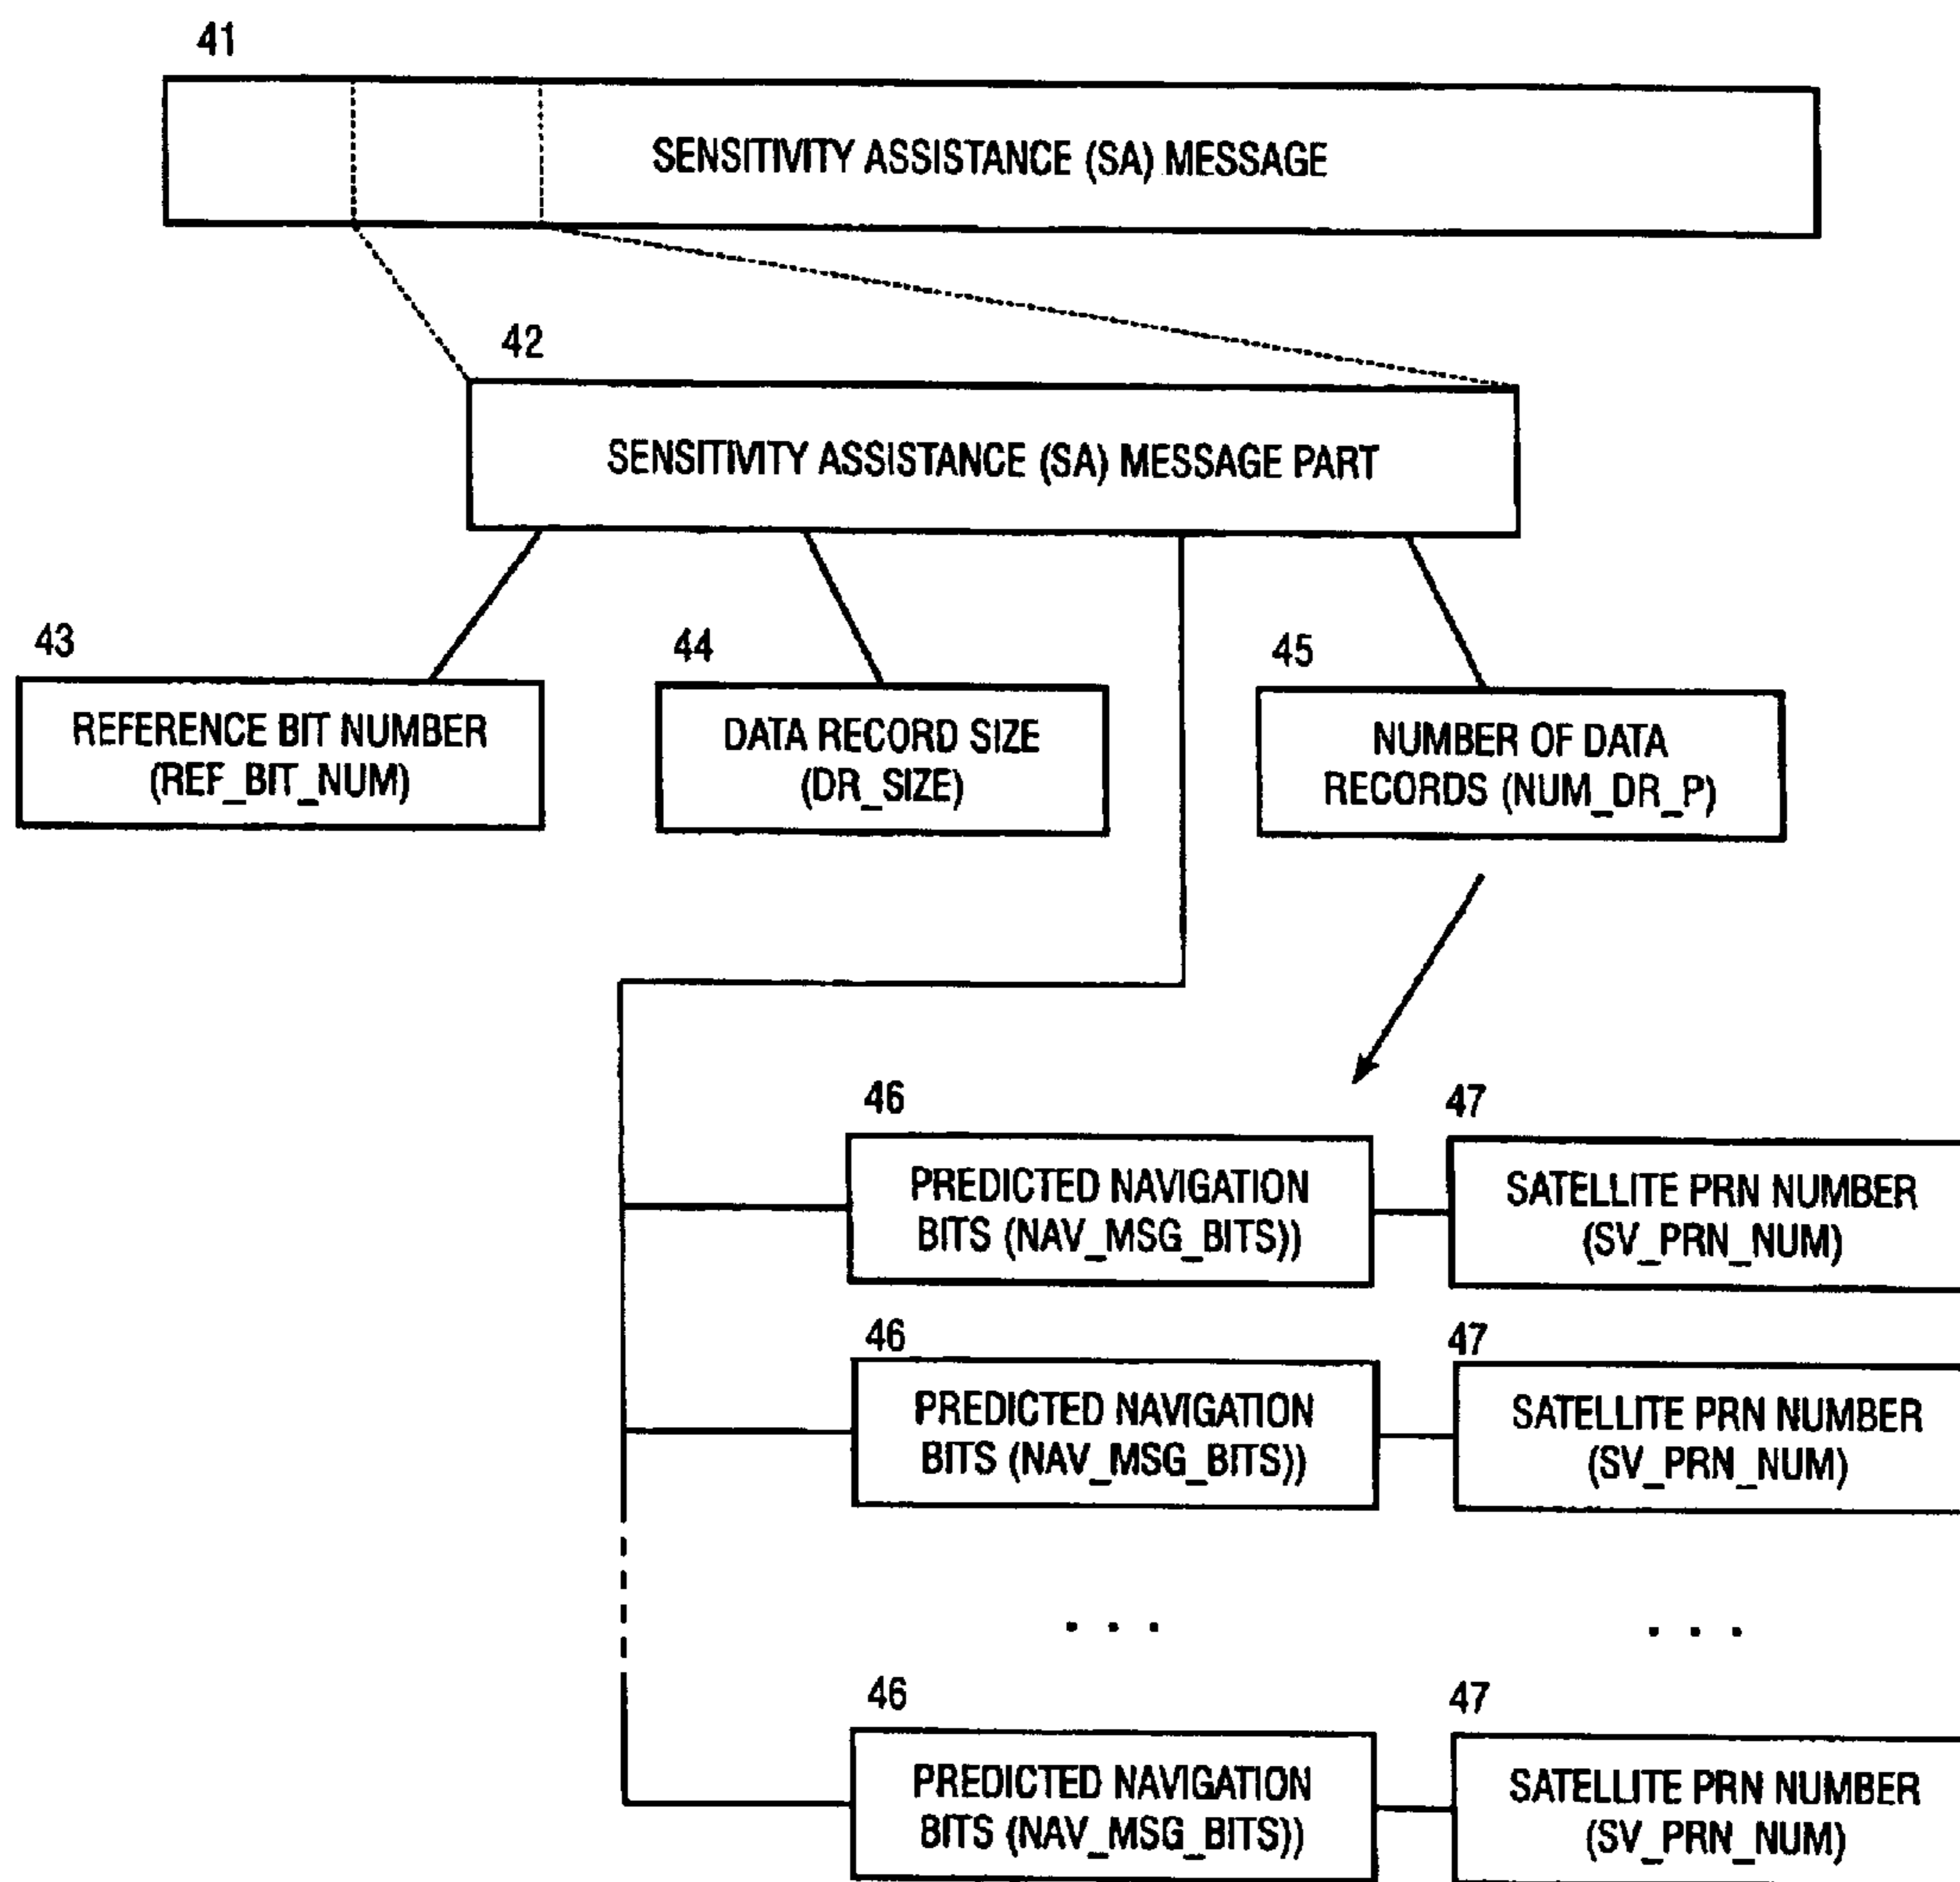 41
SENSITIVITY ASSISTANCE (SA) MESSAGE
42
SENSITIVITY ASSISTANCE (SA) MESSAGE PART
43
REFERENCE BIT NUMBER
(REF_BIT_NUM)
44
DATA RECORD SIZE
(DR_SIZE)
45
NUMBER OF DATA
RECORDS (NUM_DR_P)
46
PREDICTED NAVIGATION
BITS (NAV_MSG_BITS))
47
SATELLITE PRN NUMBER
(SV_PRN_NUM)
46
PREDICTED NAVIGATION
BITS (NAV_MSG_BITS))
47
SATELLITE PRN NUMBER
(SV_PRN_NUM)
. . .
. . .
46
PREDICTED NAVIGATION
BITS (NAV_MSG_BITS))
47
SATELLITE PRN NUMBER
(SV_PRN_NUM)